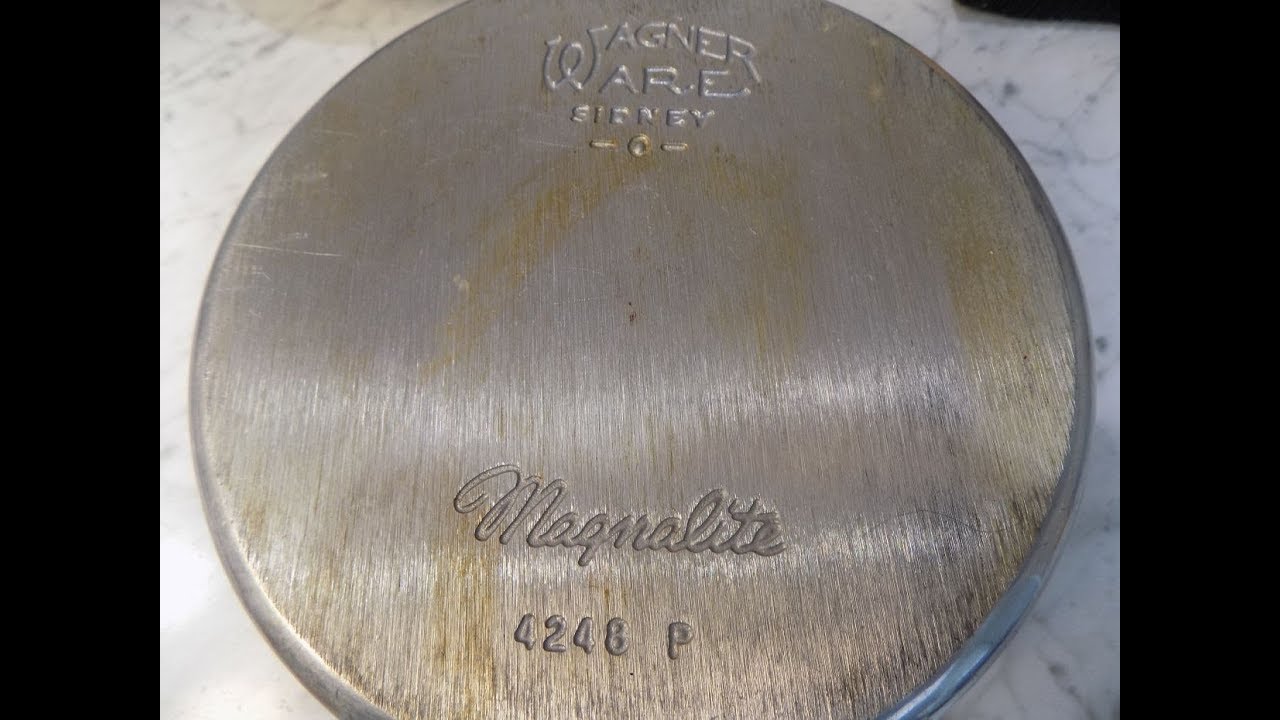 WAGNER
WARE
SIDNEY
-O-
Magnalite
4248 P